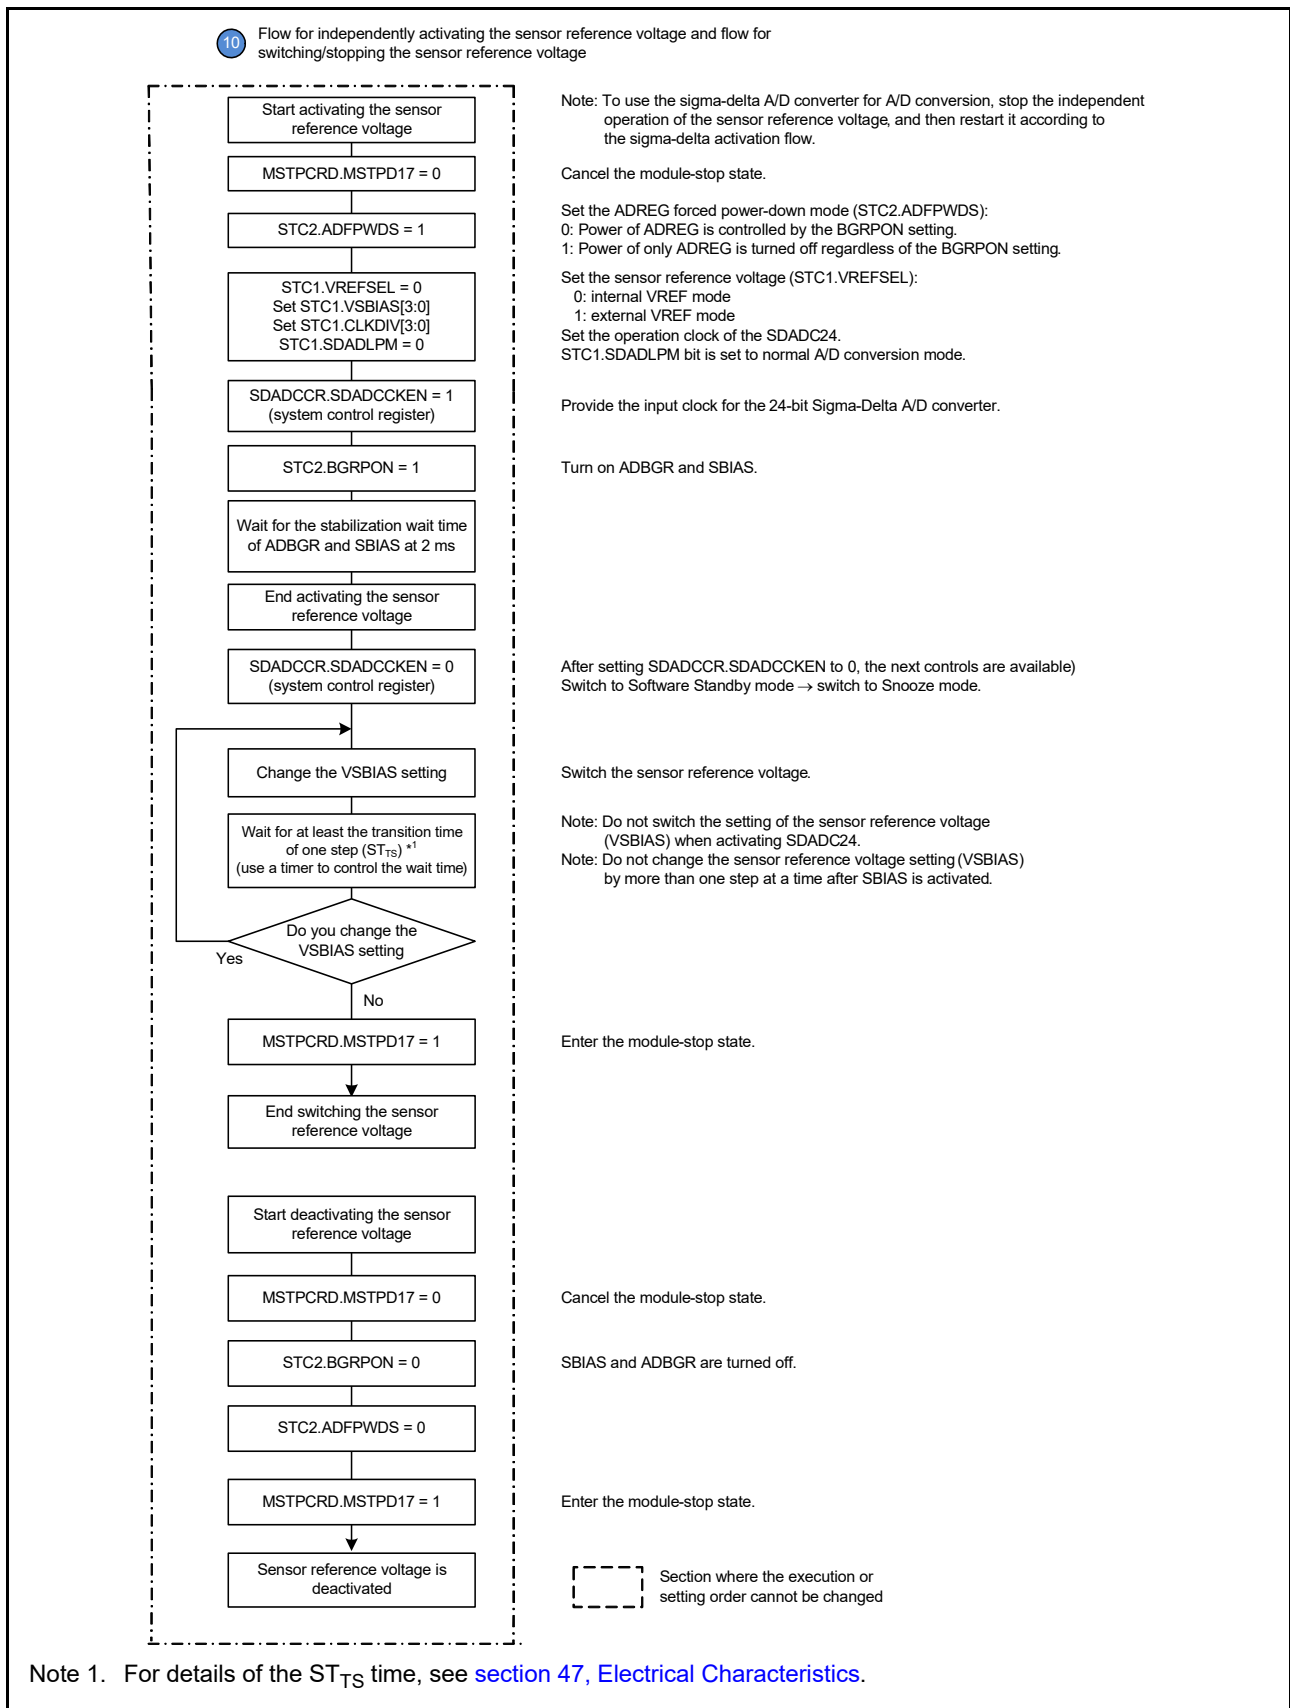 10
Flow for independently activating the sensor reference voltage and flow for
switching/stopping the sensor reference voltage
Start activating the sensor
reference voltage
Note: To use the sigma-delta A/D converter for A/D conversion, stop the independent
operation of the sensor reference voltage, and then restart it according to
the sigma-delta activation flow.
MSTPCRD.MSTPD17 = 0
Cancel the module-stop state.
STC2.ADFPWDS = 1
Set the ADREG forced power-down mode (STC2.ADFPWDS):
0: Power of ADREG is controlled by the BGRPON setting.
1: Power of only ADREG is turned off regardless of the BGRPON setting.
STC1.VREFSEL = 0
Set STC1.VSBIAS[3:0]
Set STC1.CLKDIV[3:0]
STC1.SDADLPM = 0
Set the sensor reference voltage (STC1.VREFSEL):
0: internal VREF mode
1: external VREF mode
Set the operation clock of the SDADC24.
STC1.SDADLPM bit is set to normal A/D conversion mode.
SDADCCR.SDADCCKEN = 1
(system control register)
Provide the input clock for the 24-bit Sigma-Delta A/D converter.
STC2.BGRPON = 1
Turn on ADBGR and SBIAS.
Wait for the stabilization wait time
of ADBGR and SBIAS at 2 ms
End activating the sensor
reference voltage
SDADCCR.SDADCCKEN = 0
(system control register)
After setting SDADCCR.SDADCCKEN to 0, the next controls are available)
Switch to Software Standby mode → switch to Snooze mode.
Change the VSBIAS setting
Switch the sensor reference voltage.
Wait for at least the transition time
of one step (STTS) *1
(use a timer to control the wait time)
Note: Do not switch the setting of the sensor reference voltage
(VSBIAS) when activating SDADC24.
Note: Do not change the sensor reference voltage setting (VSBIAS)
by more than one step at a time after SBIAS is activated.
Do you change the
VSBIAS setting
Yes
No
MSTPCRD.MSTPD17 = 1
Enter the module-stop state.
End switching the sensor
reference voltage
Start deactivating the sensor
reference voltage
MSTPCRD.MSTPD17 = 0
Cancel the module-stop state.
STC2.BGRPON = 0
SBIAS and ADBGR are turned off.
STC2.ADFPWDS = 0
MSTPCRD.MSTPD17 = 1
Enter the module-stop state.
Sensor reference voltage is
deactivated
Section where the execution or
setting order cannot be changed
Note 1. For details of the STTS time, see section 47, Electrical Characteristics.